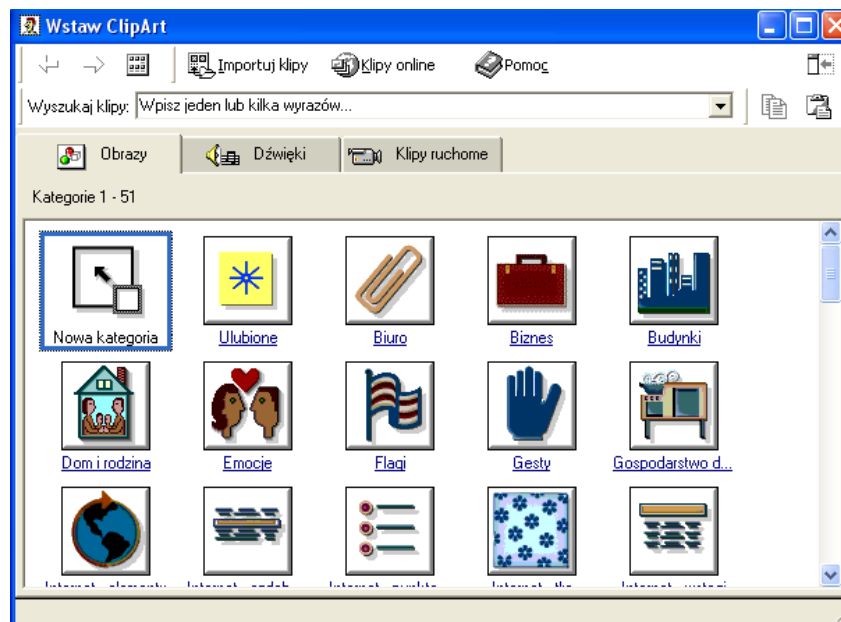 Wstaw ClipArt
Importuj klipy Klipy online Pomoc
Wyszukaj klipy: Wpisz jeden lub kilka wyrazów...
Obrazy Dźwięki Klipy ruchome
Kategorie 1 - 51
Nowa kategoria Ulubione Biuro Biznes Budynki
Dom i rodzina Emocje Flagi Gesty Gospodarstwo d...